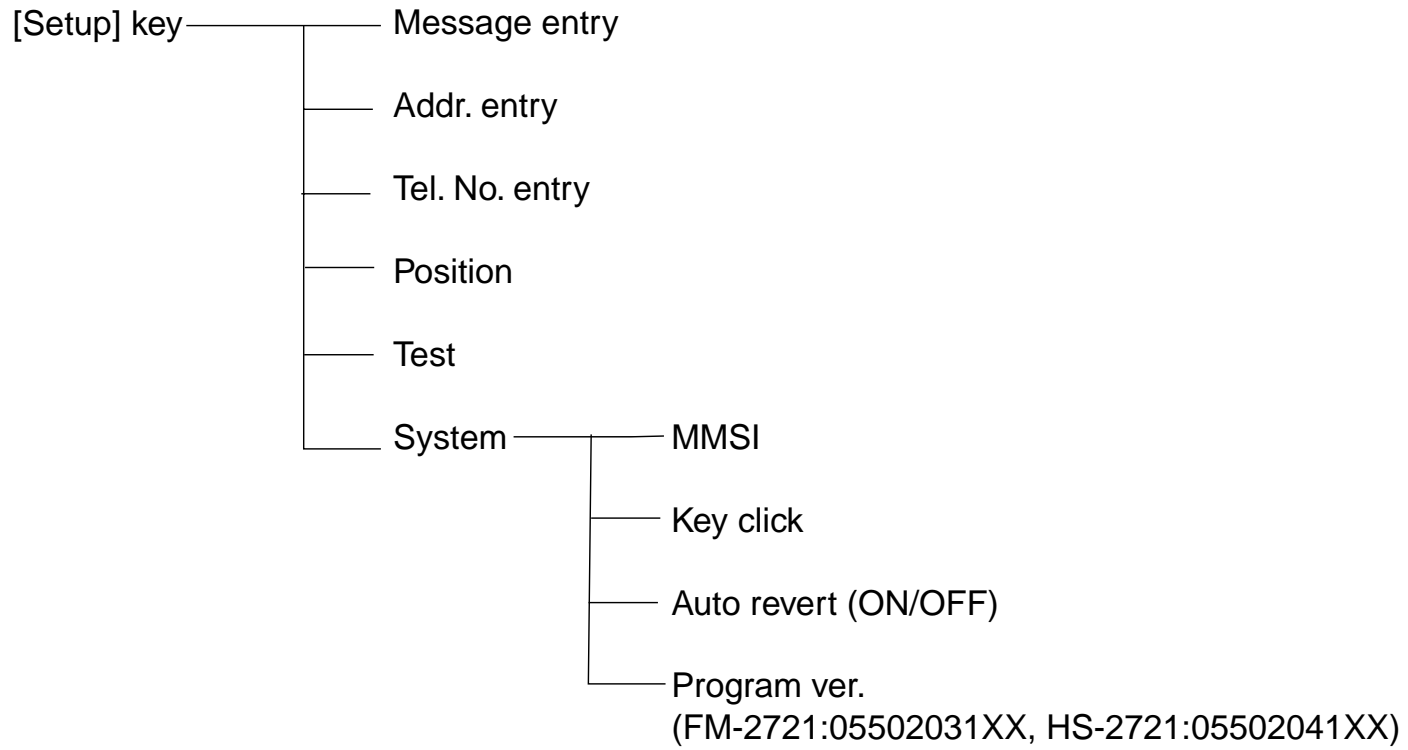 [Setup] key
Message entry
Addr. entry
Tel. No. entry
Position
Test
System
MMSI
Key click
Auto revert (ON/OFF)
Program ver.
(FM-2721:05502031XX, HS-2721:05502041XX)